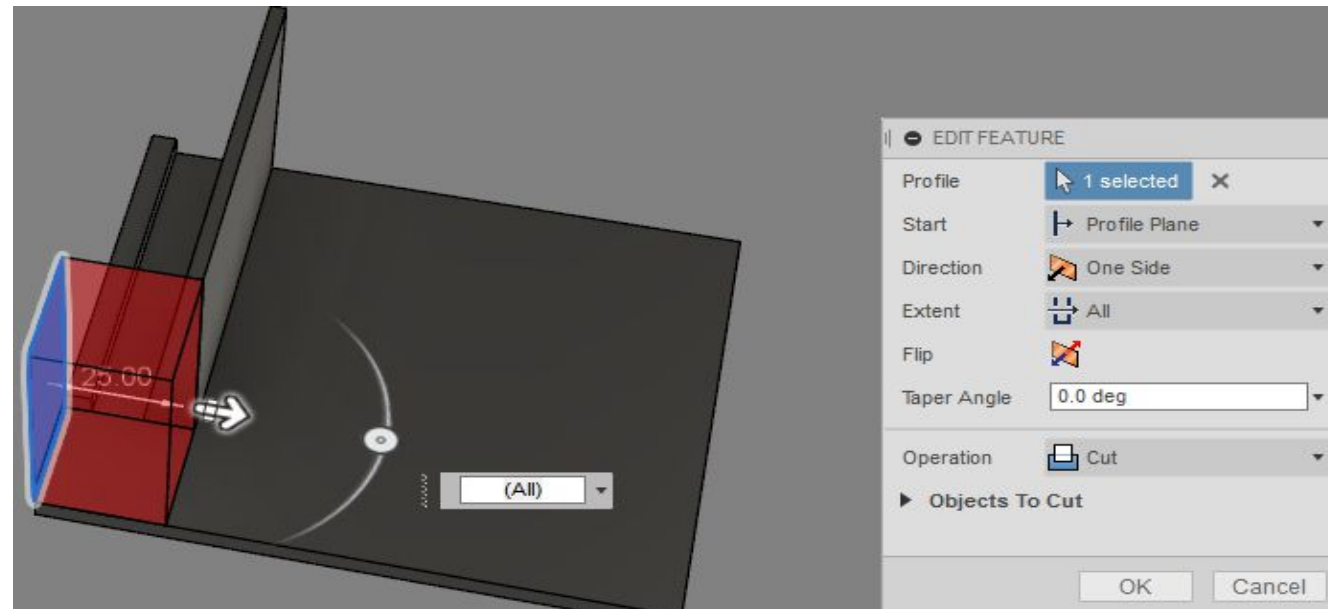 EDIT FEATURE
Profile 1 selected
Start Profile Plane
Direction One Side
Extent All
Flip
Taper Angle 0.0 deg
Operation Cut
Objects To Cut
OK Cancel
25.00
(All)